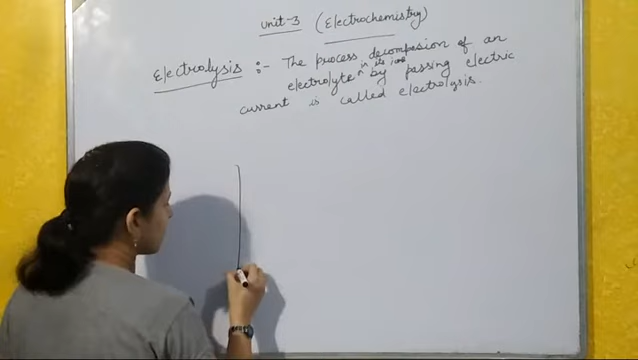 unit-3 (Electrochemistry)
Electrolysis :- The process decompesion of an
in its ions
electrolyte ^ by passing electric
current is called electrolysis.